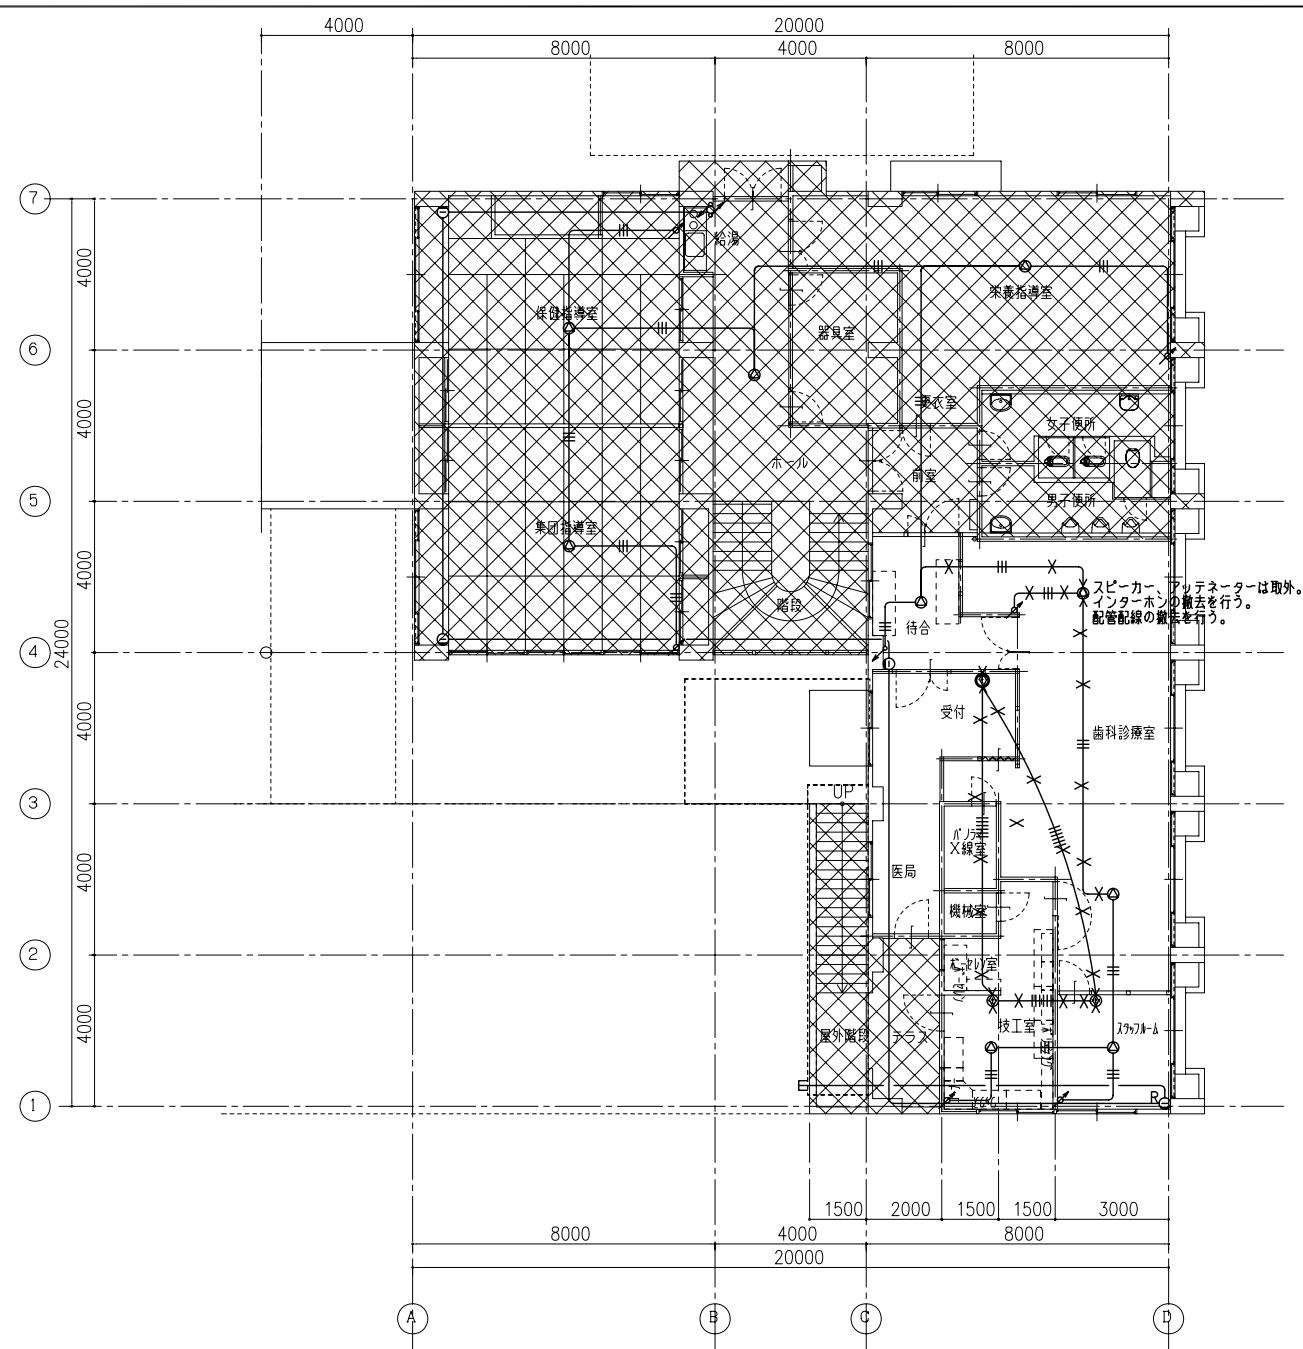 4000
20000
8000
4000
8000
7
給湯
4000
栄養指導室
保健指導室
器具室
6
更衣室
4000
女子便所
ホール
前室
5
男子便所
集団指導室
4000
スピーカー、アッテネーターは取外。
インターホンの撤去を行う。
配管配線の撤去を行う。
階段
待合
24000
4
受付
4000
歯科診療室
UP
3
パノラマ
X線室
4000
医局
機械室
2
ポーセレン室
4000
技工室
スタッフルーム
屋外階段
テラス
R
1
1500
2000
1500
1500
3000
8000
4000
8000
20000
A
B
C
D